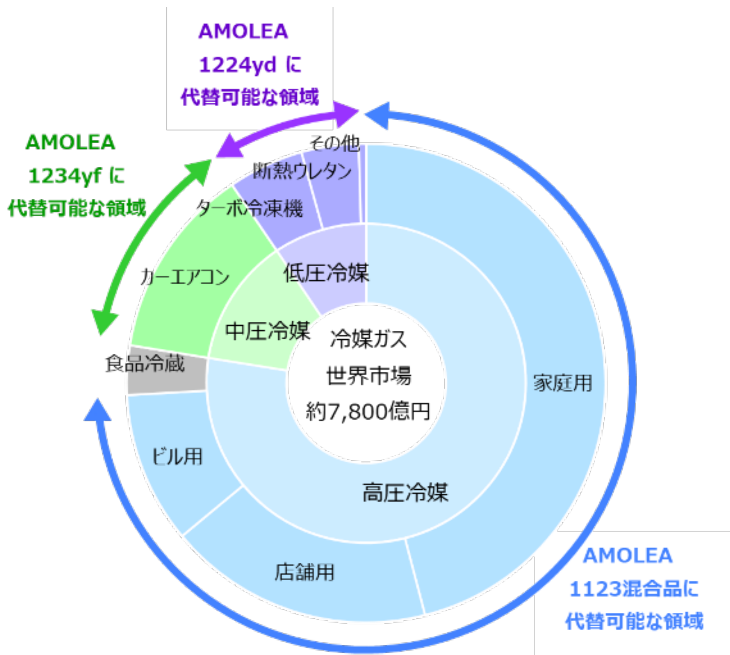 AMOLEA
1224yd に
代替可能な領域
AMOLEA
1234yf に
代替可能な領域
その他
断熱ウレタン
ターボ冷凍機
カーエアコン
低圧冷媒
中圧冷媒
食品冷蔵
冷媒ガス
世界市場
約7,800億円
家庭用
ビル用
高圧冷媒
店舗用
AMOLEA
1123混合品に
代替可能な領域